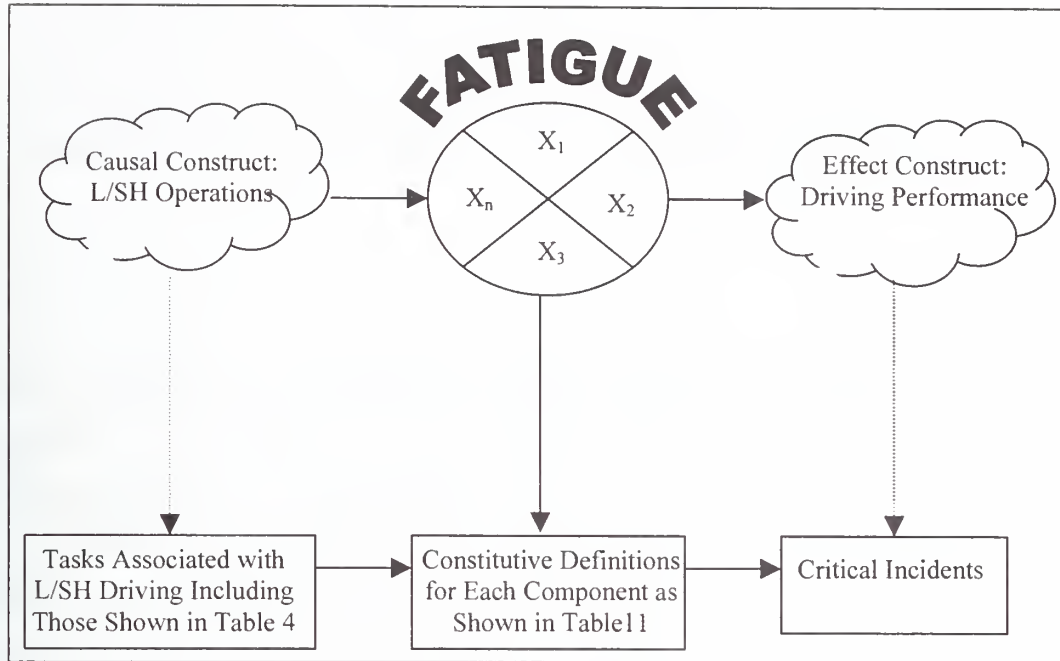 FATIGUE
Causal Construct:
L/SH Operations
X1
Xn
X2
X3
Effect Construct:
Driving Performance
Tasks Associated with
L/SH Driving Including
Those Shown in Table 4
Constitutive Definitions
for Each Component as
Shown in Table11
Critical Incidents